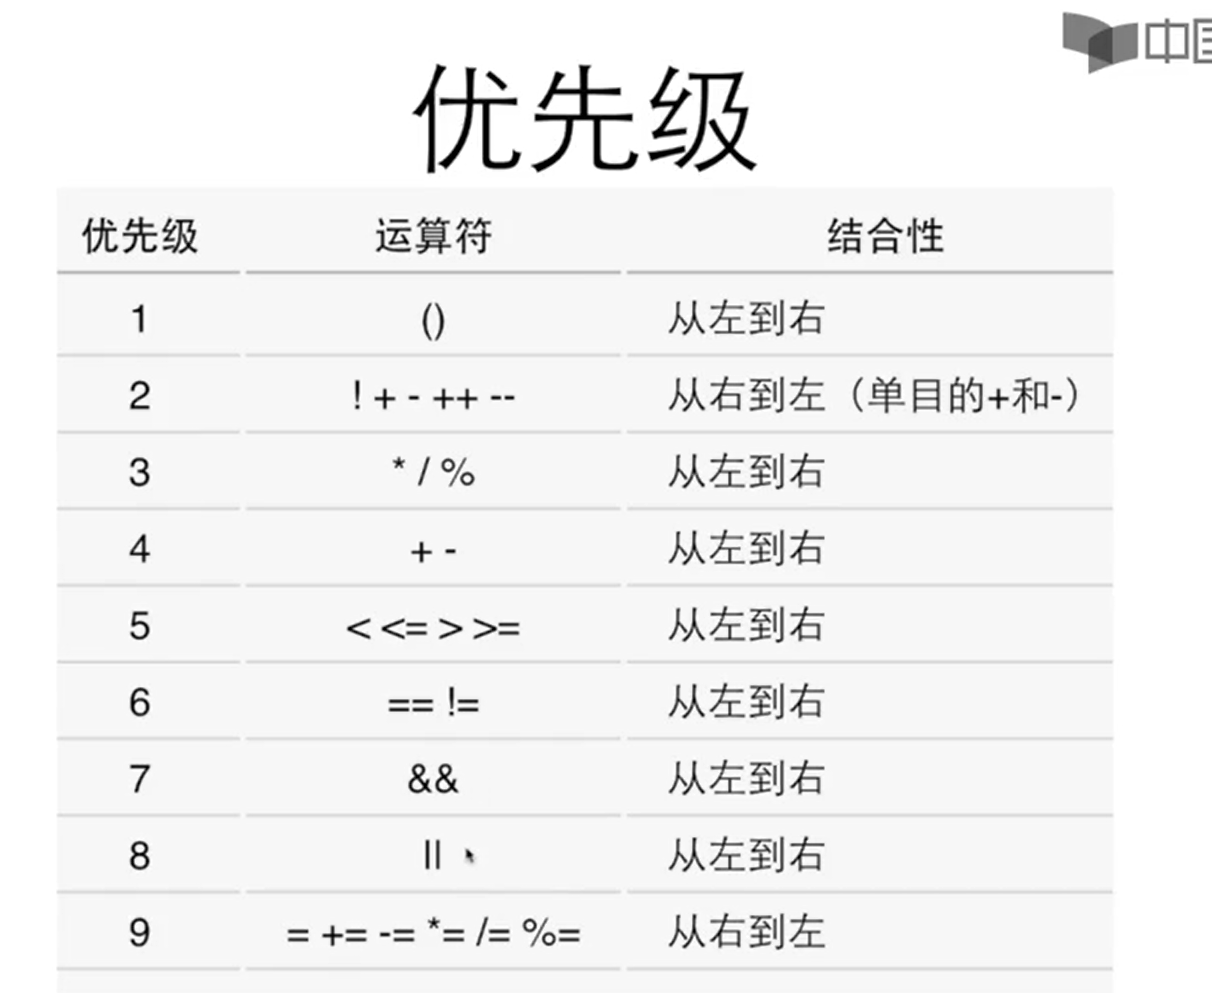 中国
优先级
优先级 运算符 结合性
1 () 从左到右
2 ! + - ++ -- 从右到左（单目的+和-）
3 * / % 从左到右
4 + - 从左到右
5 < <= > >= 从左到右
6 == != 从左到右
7 && 从左到右
8 || 从左到右
9 = += -= *= /= %= 从右到左